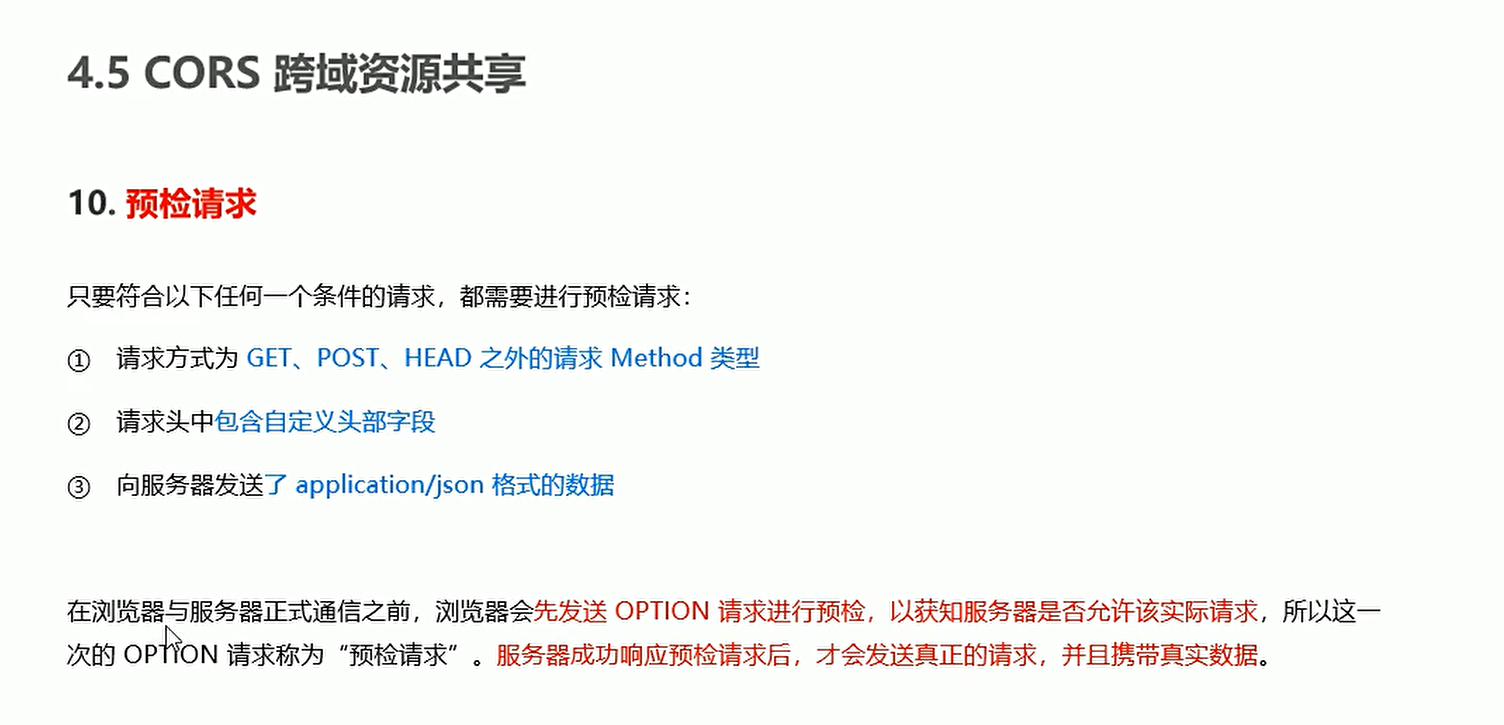 4.5 CORS 跨域资源共享
10. 预检请求
只要符合以下任何一个条件的请求，都需要进行预检请求：
① 请求方式为 GET、POST、HEAD 之外的请求 Method 类型
② 请求头中包含自定义头部字段
③ 向服务器发送了 application/json 格式的数据
在浏览器与服务器正式通信之前，浏览器会先发送 OPTION 请求进行预检，以获知服务器是否允许该实际请求，所以这一
次的 OPTION 请求称为“预检请求”。服务器成功响应预检请求后，才会发送真正的请求，并且携带真实数据。